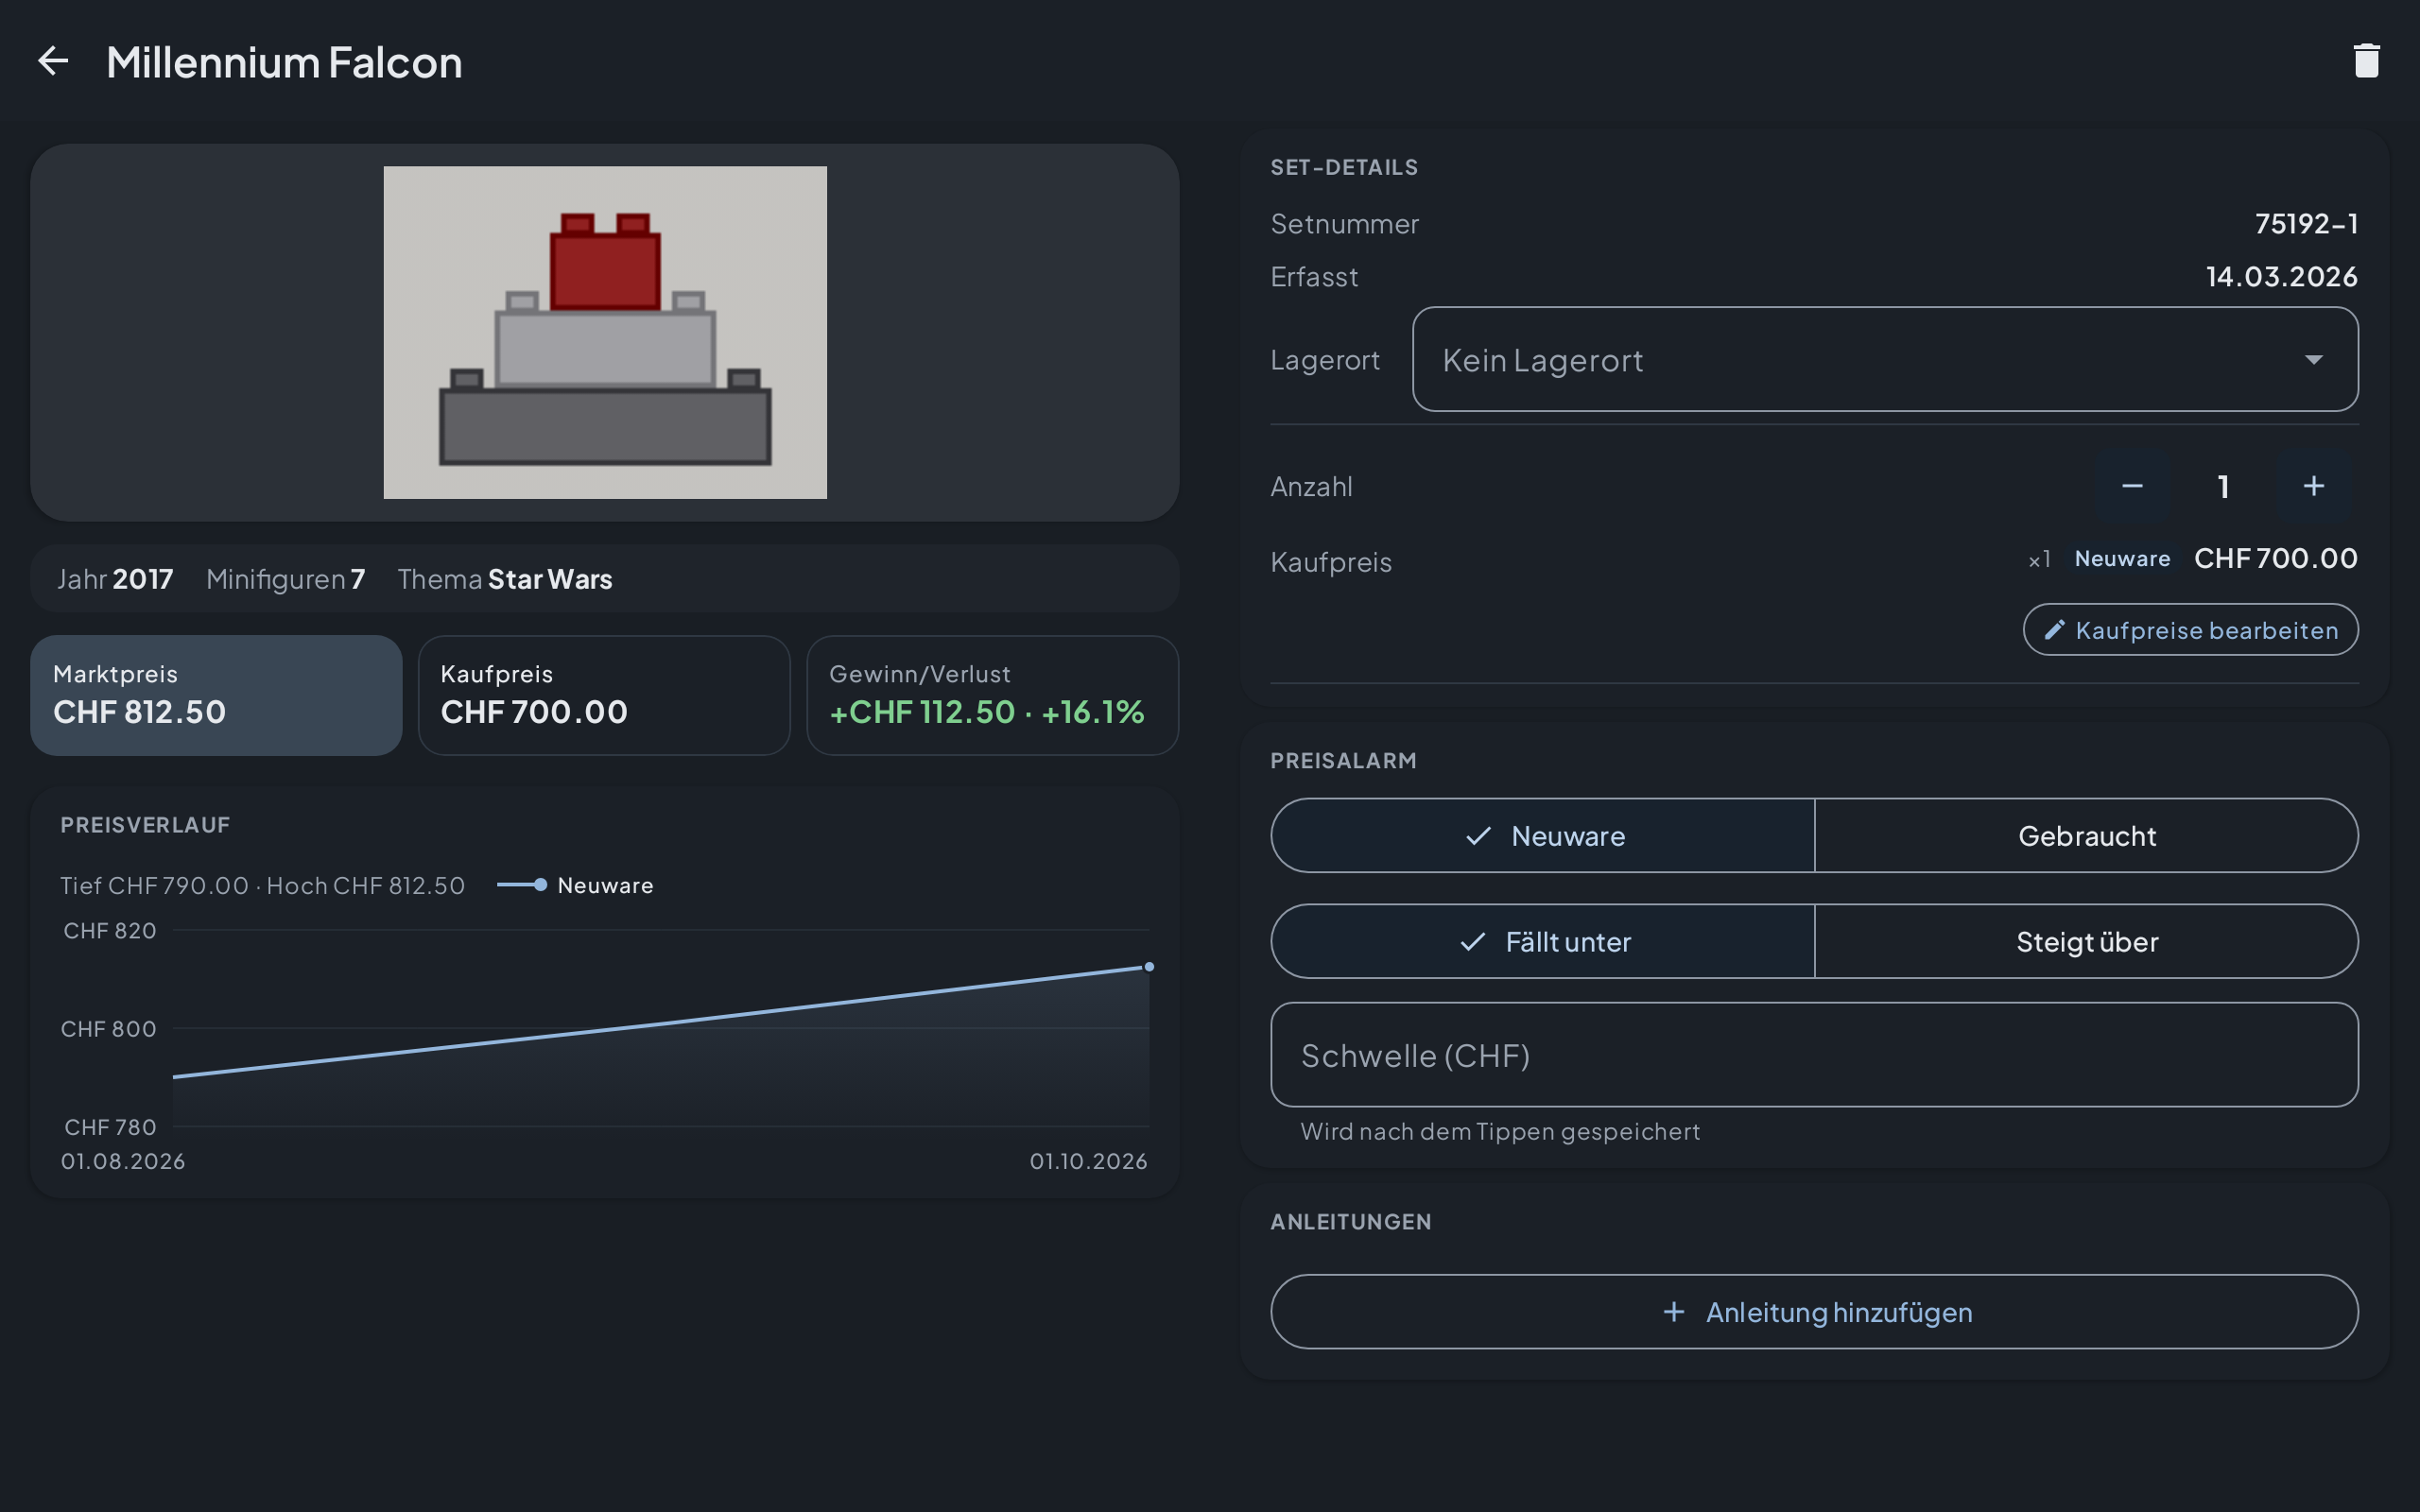 Millennium Falcon
Jahr 2017 Minifiguren 7 Thema Star Wars
Marktpreis
CHF 812.50
Kaufpreis
CHF 700.00
Gewinn/Verlust
+CHF 112.50 · +16.1%
PREISVERLAUF
Tief CHF 790.00 · Hoch CHF 812.50 Neuware
CHF 820
CHF 800
CHF 780
01.08.2026 01.10.2026
SET-DETAILS
Setnummer 75192-1
Erfasst 14.03.2026
Lagerort Kein Lagerort
Anzahl − 1 +
Kaufpreis ×1 Neuware CHF 700.00
Kaufpreise bearbeiten
PREISALARM
Neuware Gebraucht
Fällt unter Steigt über
Schwelle (CHF)
Wird nach dem Tippen gespeichert
ANLEITUNGEN
+ Anleitung hinzufügen